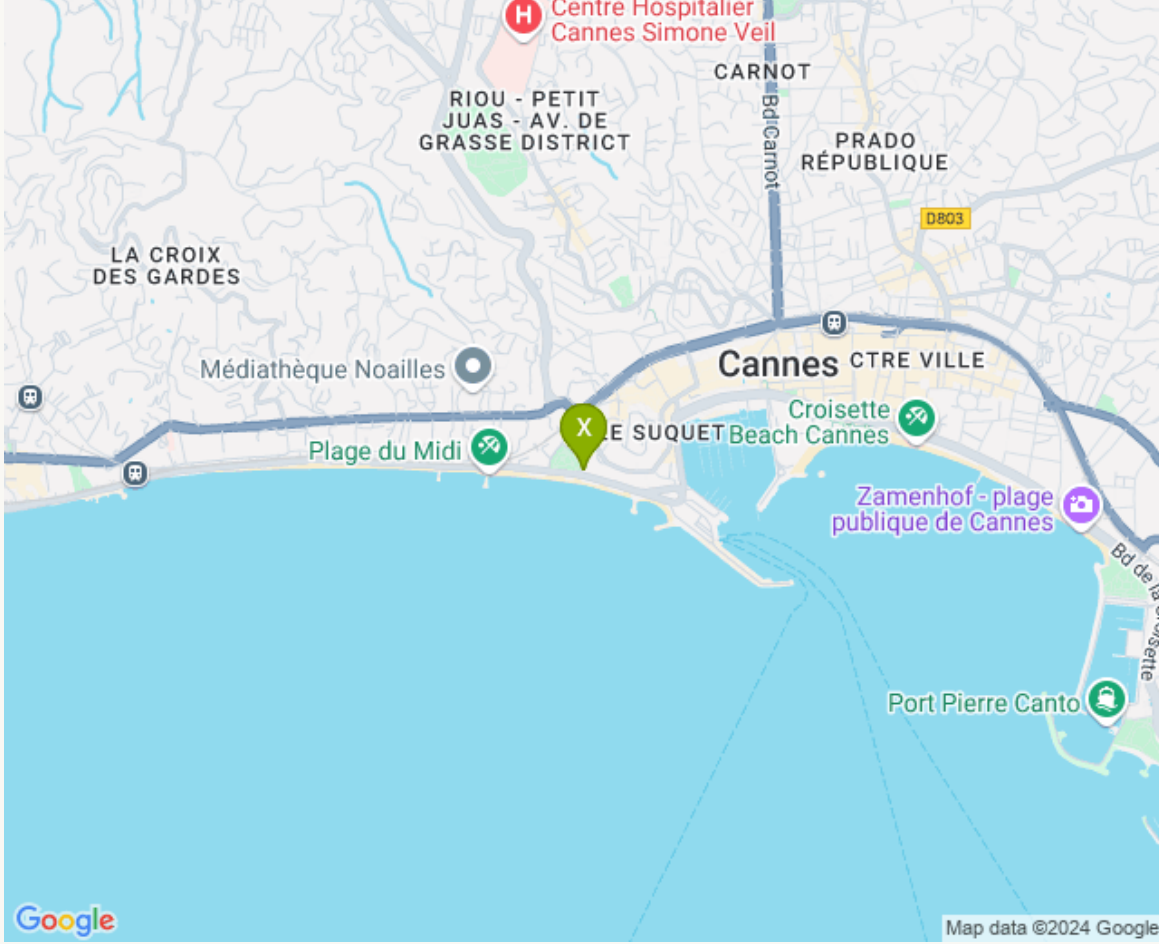 Centre Hospitalier
Cannes Simone Veil
CARNOT
RIOU - PETIT
JUAS - AV. DE
GRASSE DISTRICT
Bd Carnot
PRADO
RÉPUBLIQUE
D803
LA CROIX
DES GARDES
Médiathèque Noailles
Cannes
CTRE VILLE
X
LE SUQUET
Croisette
Beach Cannes
Plage du Midi
Zamenhof - plage
publique de Cannes
Bd de la Croisette
Port Pierre Canto
Google
Map data ©2024 Google
H